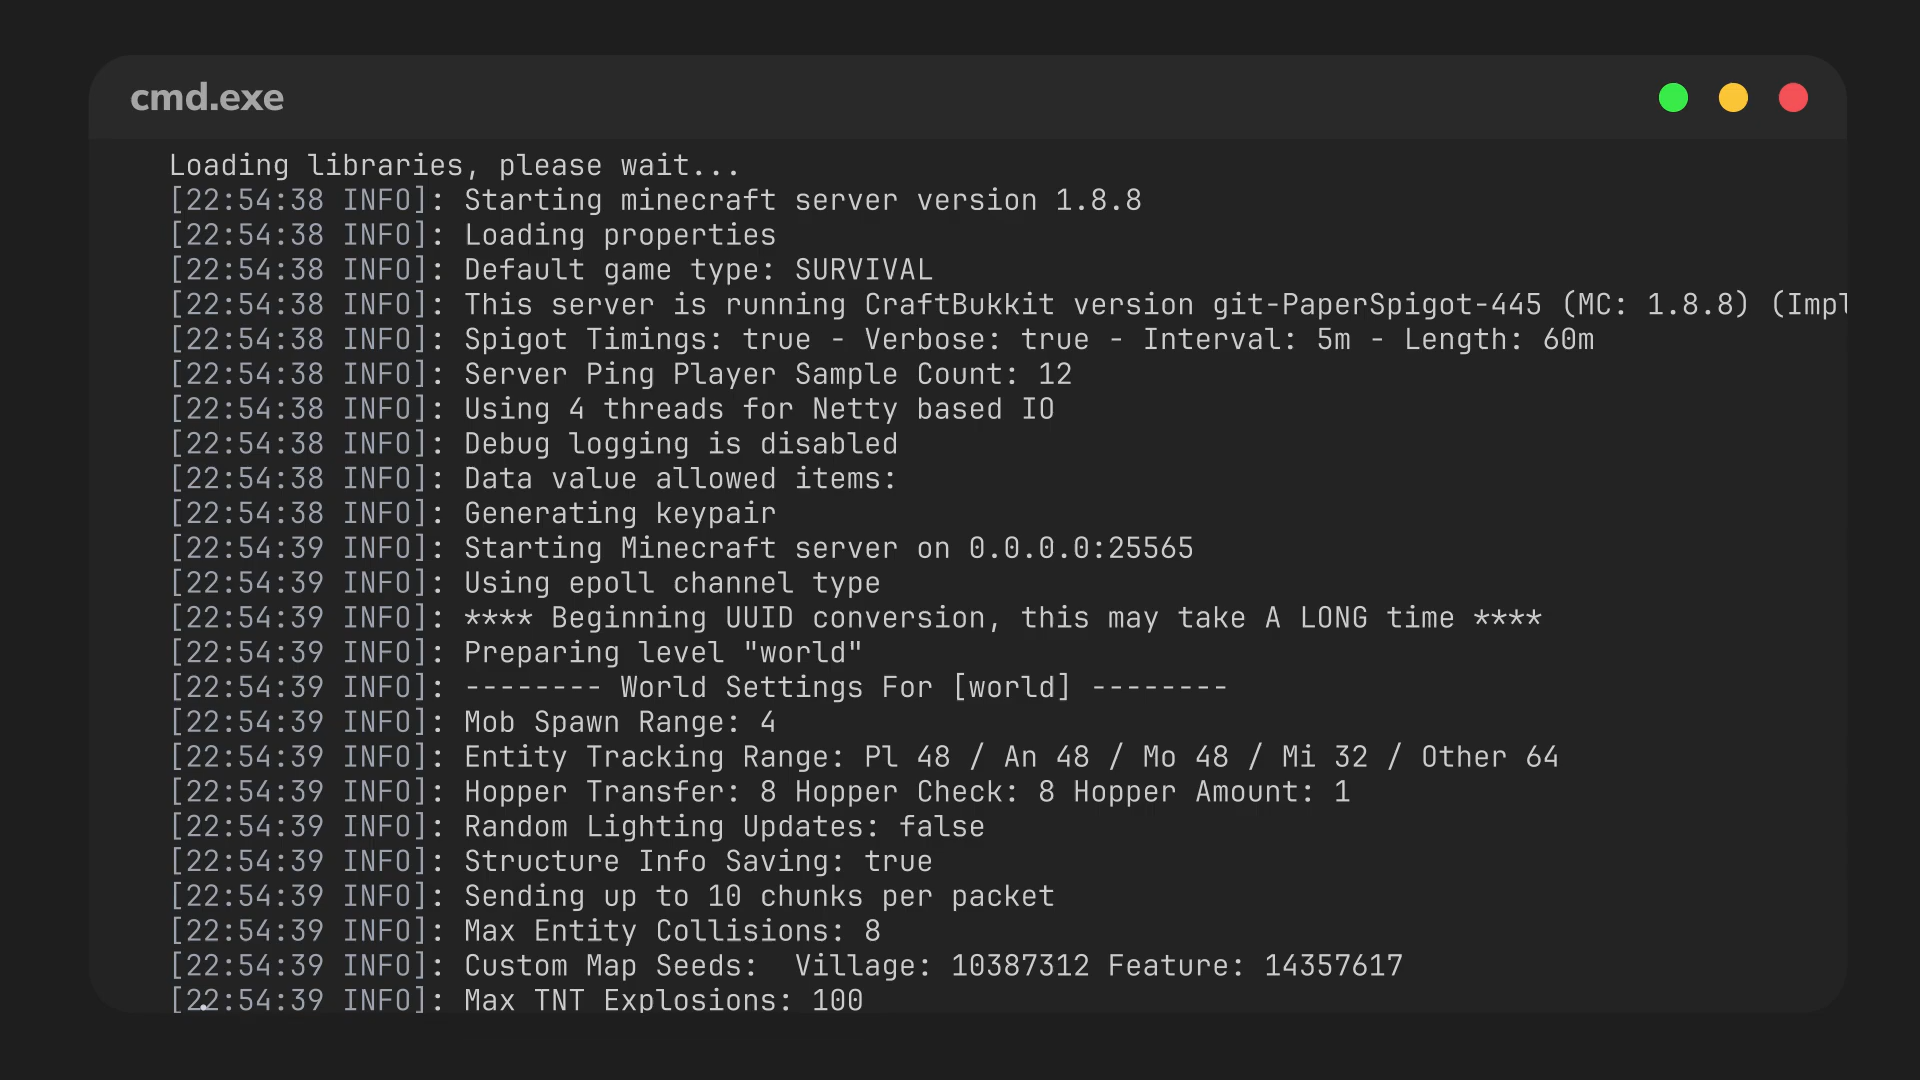 cmd.exe
Loading libraries, please wait...
[22:54:38 INFO]: Starting minecraft server version 1.8.8
[22:54:38 INFO]: Loading properties
[22:54:38 INFO]: Default game type: SURVIVAL
[22:54:38 INFO]: This server is running CraftBukkit version git-PaperSpigot-445 (MC: 1.8.8) (Impl
[22:54:38 INFO]: Spigot Timings: true - Verbose: true - Interval: 5m - Length: 60m
[22:54:38 INFO]: Server Ping Player Sample Count: 12
[22:54:38 INFO]: Using 4 threads for Netty based IO
[22:54:38 INFO]: Debug logging is disabled
[22:54:38 INFO]: Data value allowed items:
[22:54:38 INFO]: Generating keypair
[22:54:39 INFO]: Starting Minecraft server on 0.0.0.0:25565
[22:54:39 INFO]: Using epoll channel type
[22:54:39 INFO]: **** Beginning UUID conversion, this may take A LONG time ****
[22:54:39 INFO]: Preparing level "world"
[22:54:39 INFO]: -------- World Settings For [world] --------
[22:54:39 INFO]: Mob Spawn Range: 4
[22:54:39 INFO]: Entity Tracking Range: Pl 48 / An 48 / Mo 48 / Mi 32 / Other 64
[22:54:39 INFO]: Hopper Transfer: 8 Hopper Check: 8 Hopper Amount: 1
[22:54:39 INFO]: Random Lighting Updates: false
[22:54:39 INFO]: Structure Info Saving: true
[22:54:39 INFO]: Sending up to 10 chunks per packet
[22:54:39 INFO]: Max Entity Collisions: 8
[22:54:39 INFO]: Custom Map Seeds:  Village: 10387312 Feature: 14357617
[22:54:39 INFO]: Max TNT Explosions: 100